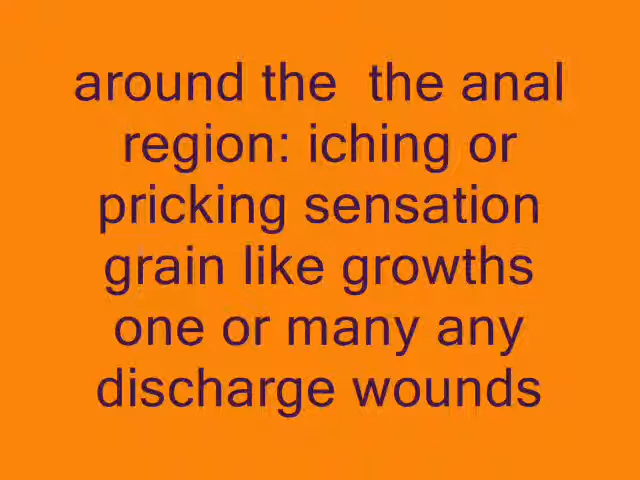 around the  the anal
region: iching or
pricking sensation
grain like growths
one or many any
discharge wounds